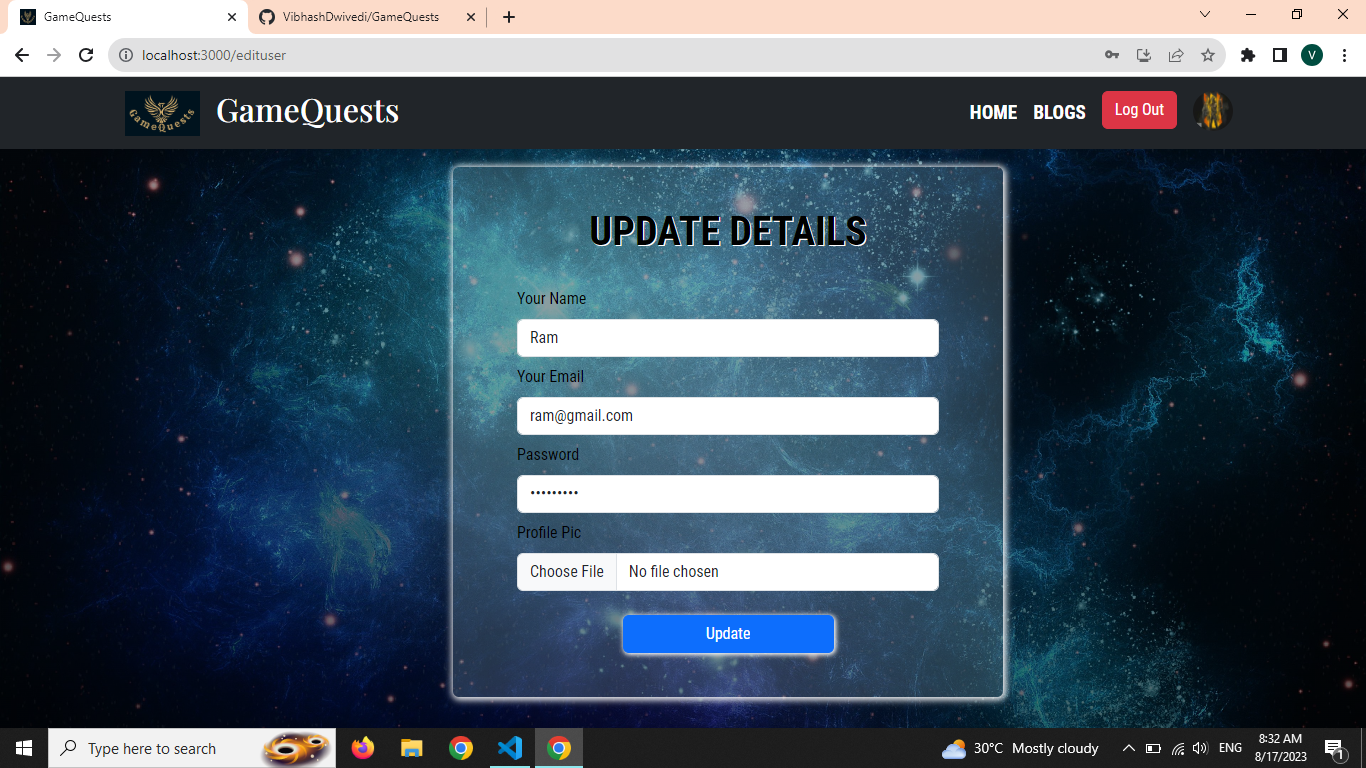 GameQuests
VibhashDwivedi/GameQuests
localhost:3000/edituser
V
GameQuests
GameQuests
HOME
BLOGS
Log Out
UPDATE DETAILS
Your Name
Ram
Your Email
ram@gmail.com
Password
•••••••••
Profile Pic
Choose File
No file chosen
Update
Type here to search
30°C Mostly cloudy
ENG
8:32 AM
8/17/2023
1